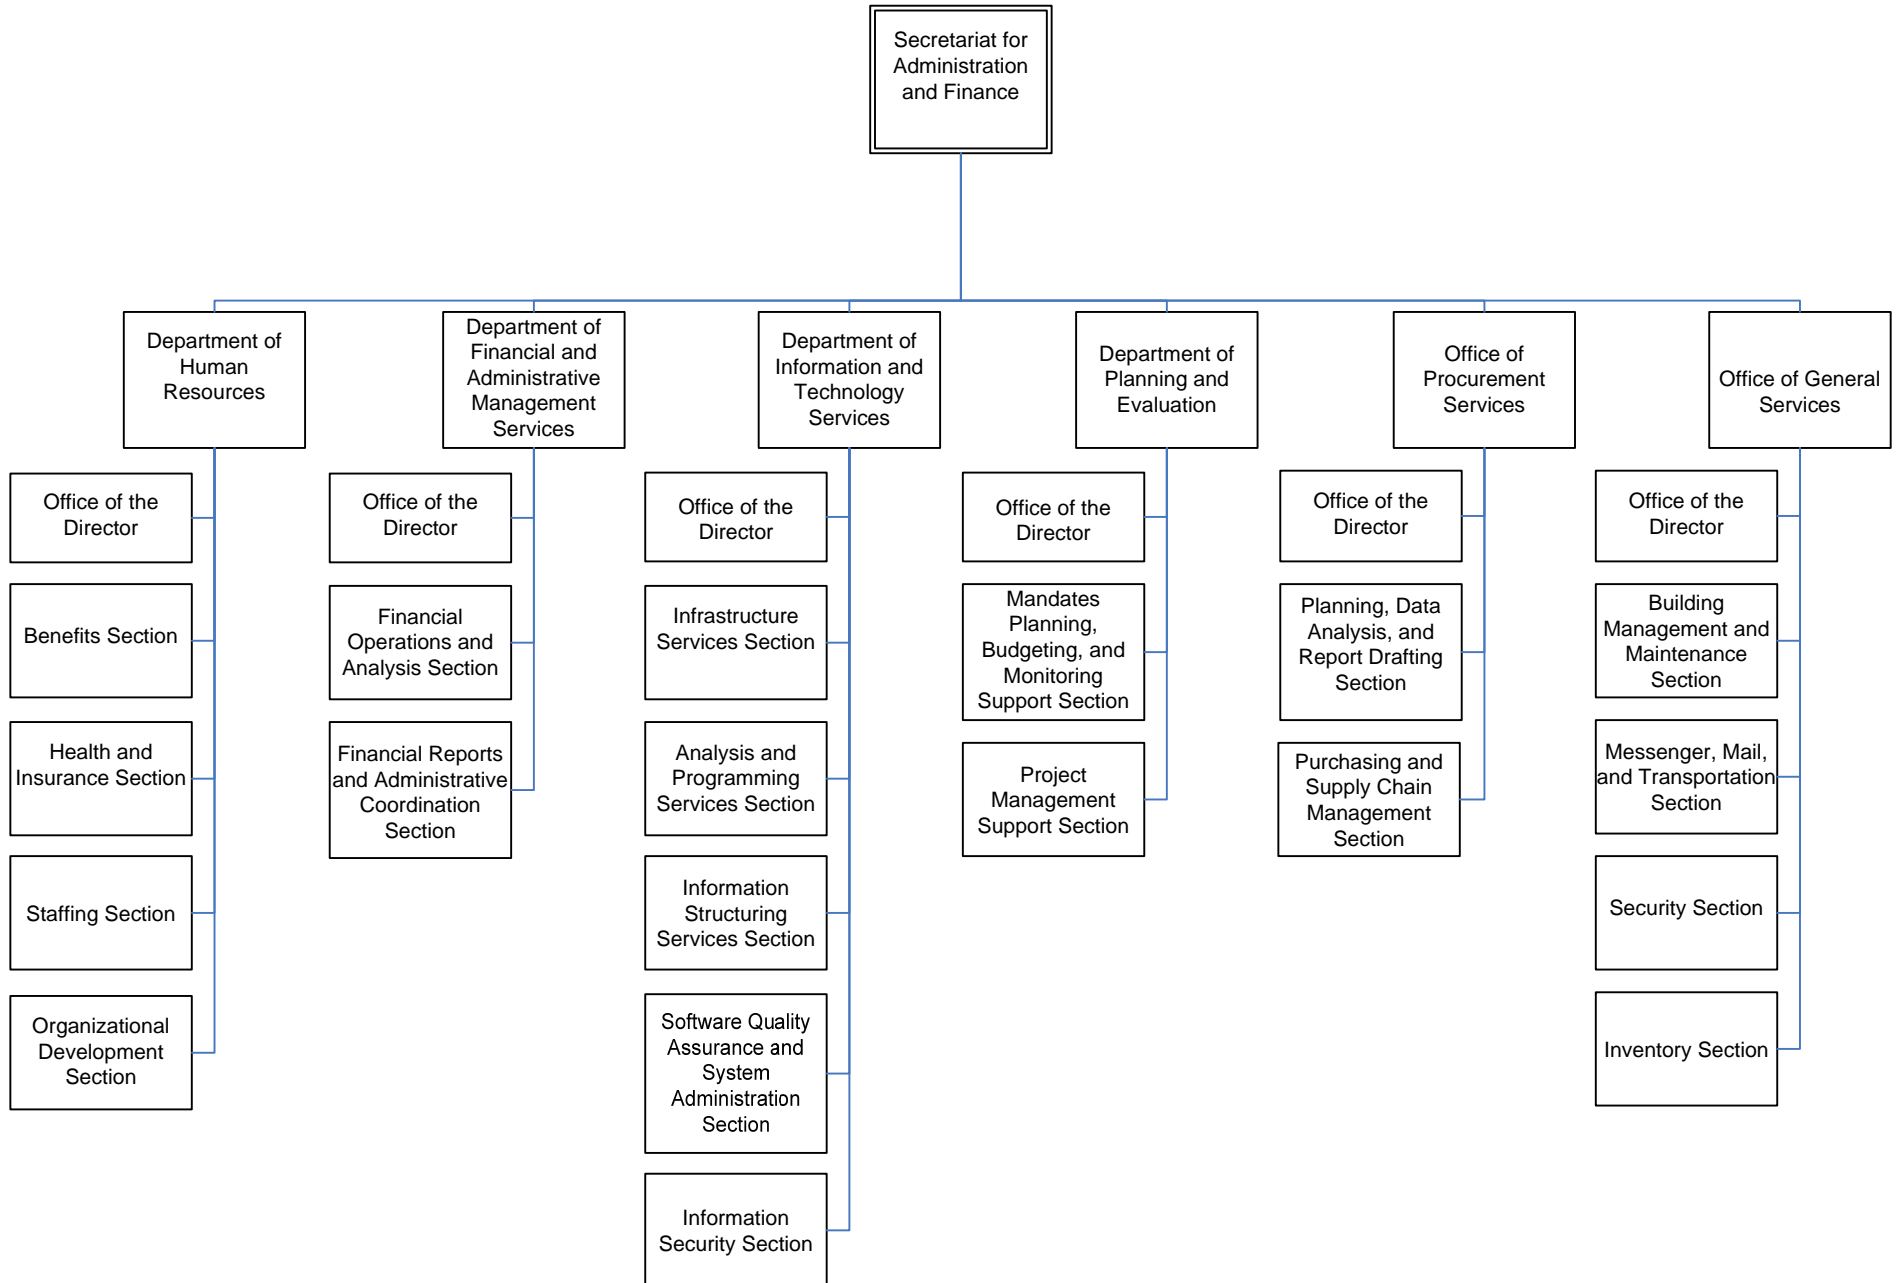 Secretariat for
Administration
and Finance
Department of
Human
Resources
Department of
Financial and
Administrative
Management
Services
Department of
Information and
Technology
Services
Department of
Planning and
Evaluation
Office of
Procurement
Services
Office of General
Services
Office of the
Director
Benefits Section
Health and
Insurance Section
Staffing Section
Organizational
Development
Section
Office of the
Director
Financial
Operations and
Analysis Section
Financial Reports
and Administrative
Coordination
Section
Office of the
Director
Infrastructure
Services Section
Analysis and
Programming
Services Section
Information
Structuring
Services Section
Software Quality
Assurance and
System
Administration
Section
Information
Security Section
Office of the
Director
Mandates
Planning,
Budgeting, and
Monitoring
Support Section
Project
Management
Support Section
Office of the
Director
Planning, Data
Analysis, and
Report Drafting
Section
Purchasing and
Supply Chain
Management
Section
Office of the
Director
Building
Management and
Maintenance
Section
Messenger, Mail,
and Transportation
Section
Security Section
Inventory Section